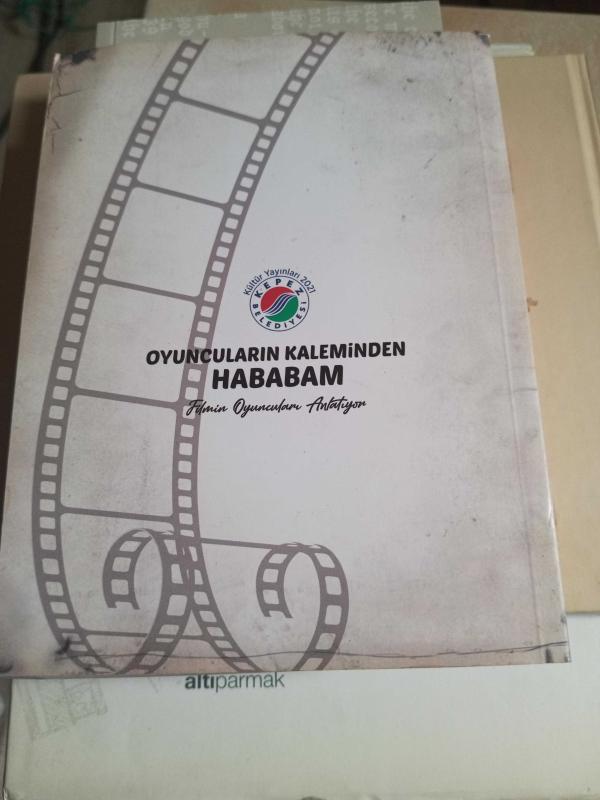 Kültür Yayınları 2021
KEPEZ
BELEDİYESİ
OYUNCULARIN KALEMİNDEN
HABABAM
Filmin Oyuncuları Anlatıyor
altıparmak